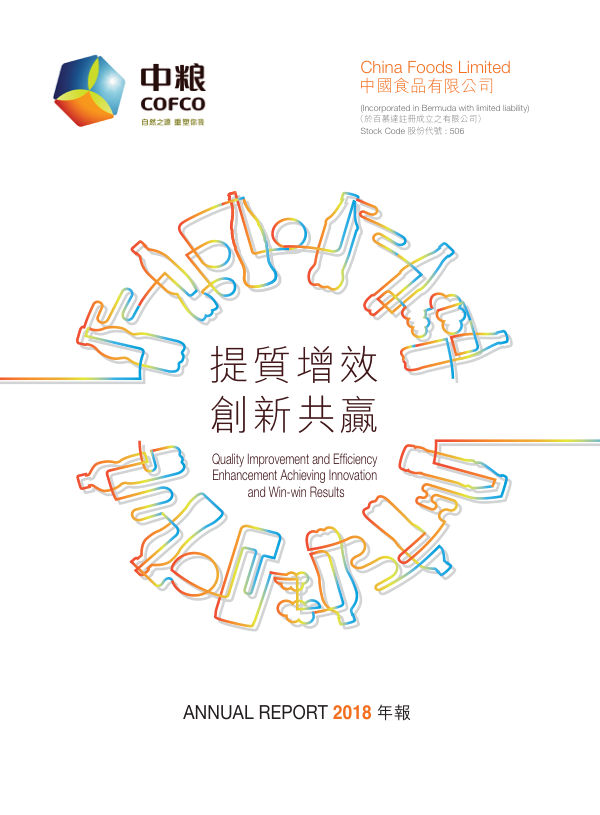 中粮
COFCO
自然之源 重塑你我
China Foods Limited
中國食品有限公司
(Incorporated in Bermuda with limited liability)
（於百慕達註冊成立之有限公司）
Stock Code 股份代號 : 506
提質增效
創新共贏
Quality Improvement and Efficiency
Enhancement Achieving Innovation
and Win-win Results
ANNUAL REPORT 2018 年報